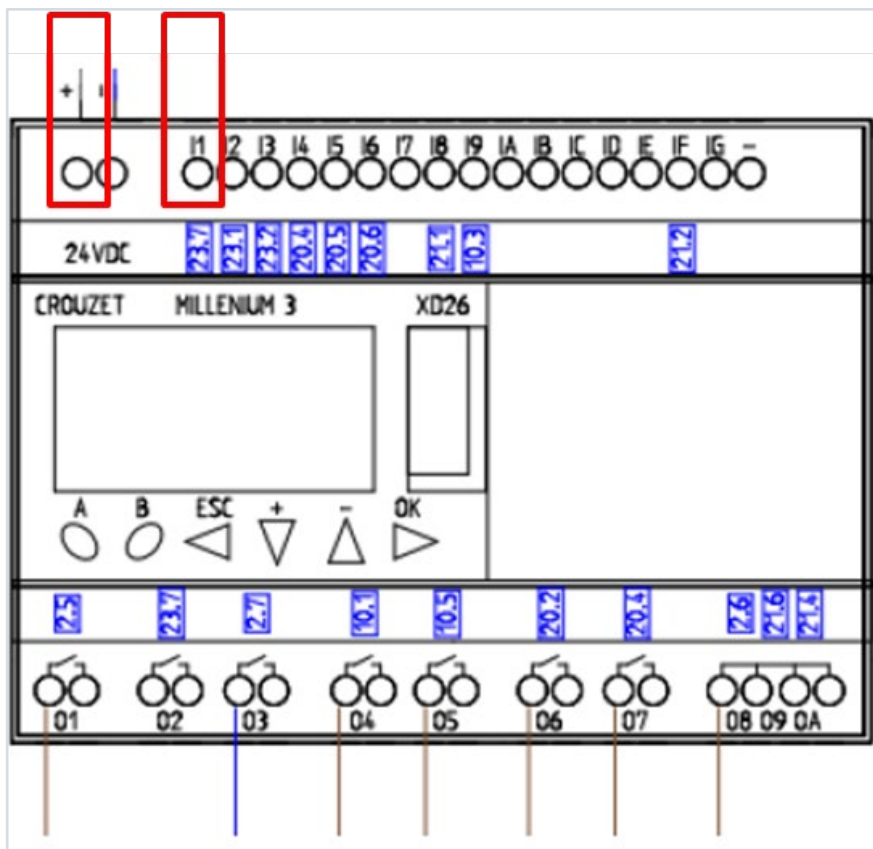 + -
I1 I2 I3 I4 I5 I6 I7 I8 I9 IA IB IC ID IE IF IG -
24VDC 23.7 23.1 23.2 20.4 20.5 20.6 21.1 10.3 21.2
CROUZET MILLENIUM 3 XD26
A B ESC + - OK
2.5 23.7 2.7 10.1 10.5 20.2 20.4 2.6 21.6 21.4
01 02 03 04 05 06 07 08 09 0A